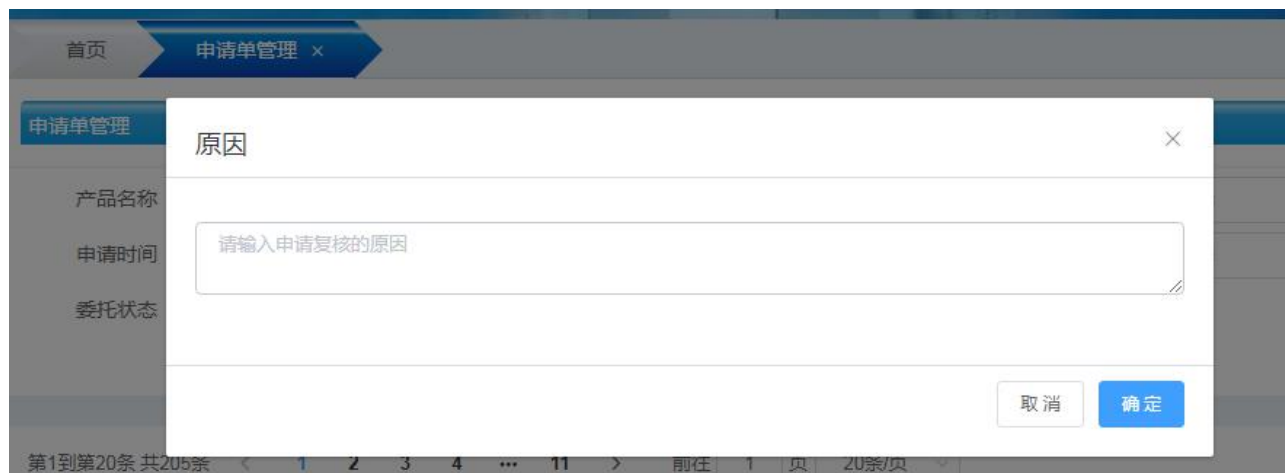 首页 申请单管理 ×
申请单管理
原因
产品名称
申请时间
请输入申请复核的原因
委托状态
取消 确定
第1到第20条 共205条 < 1 2 3 4 ••• 11 > 前往 1 页 20条/页